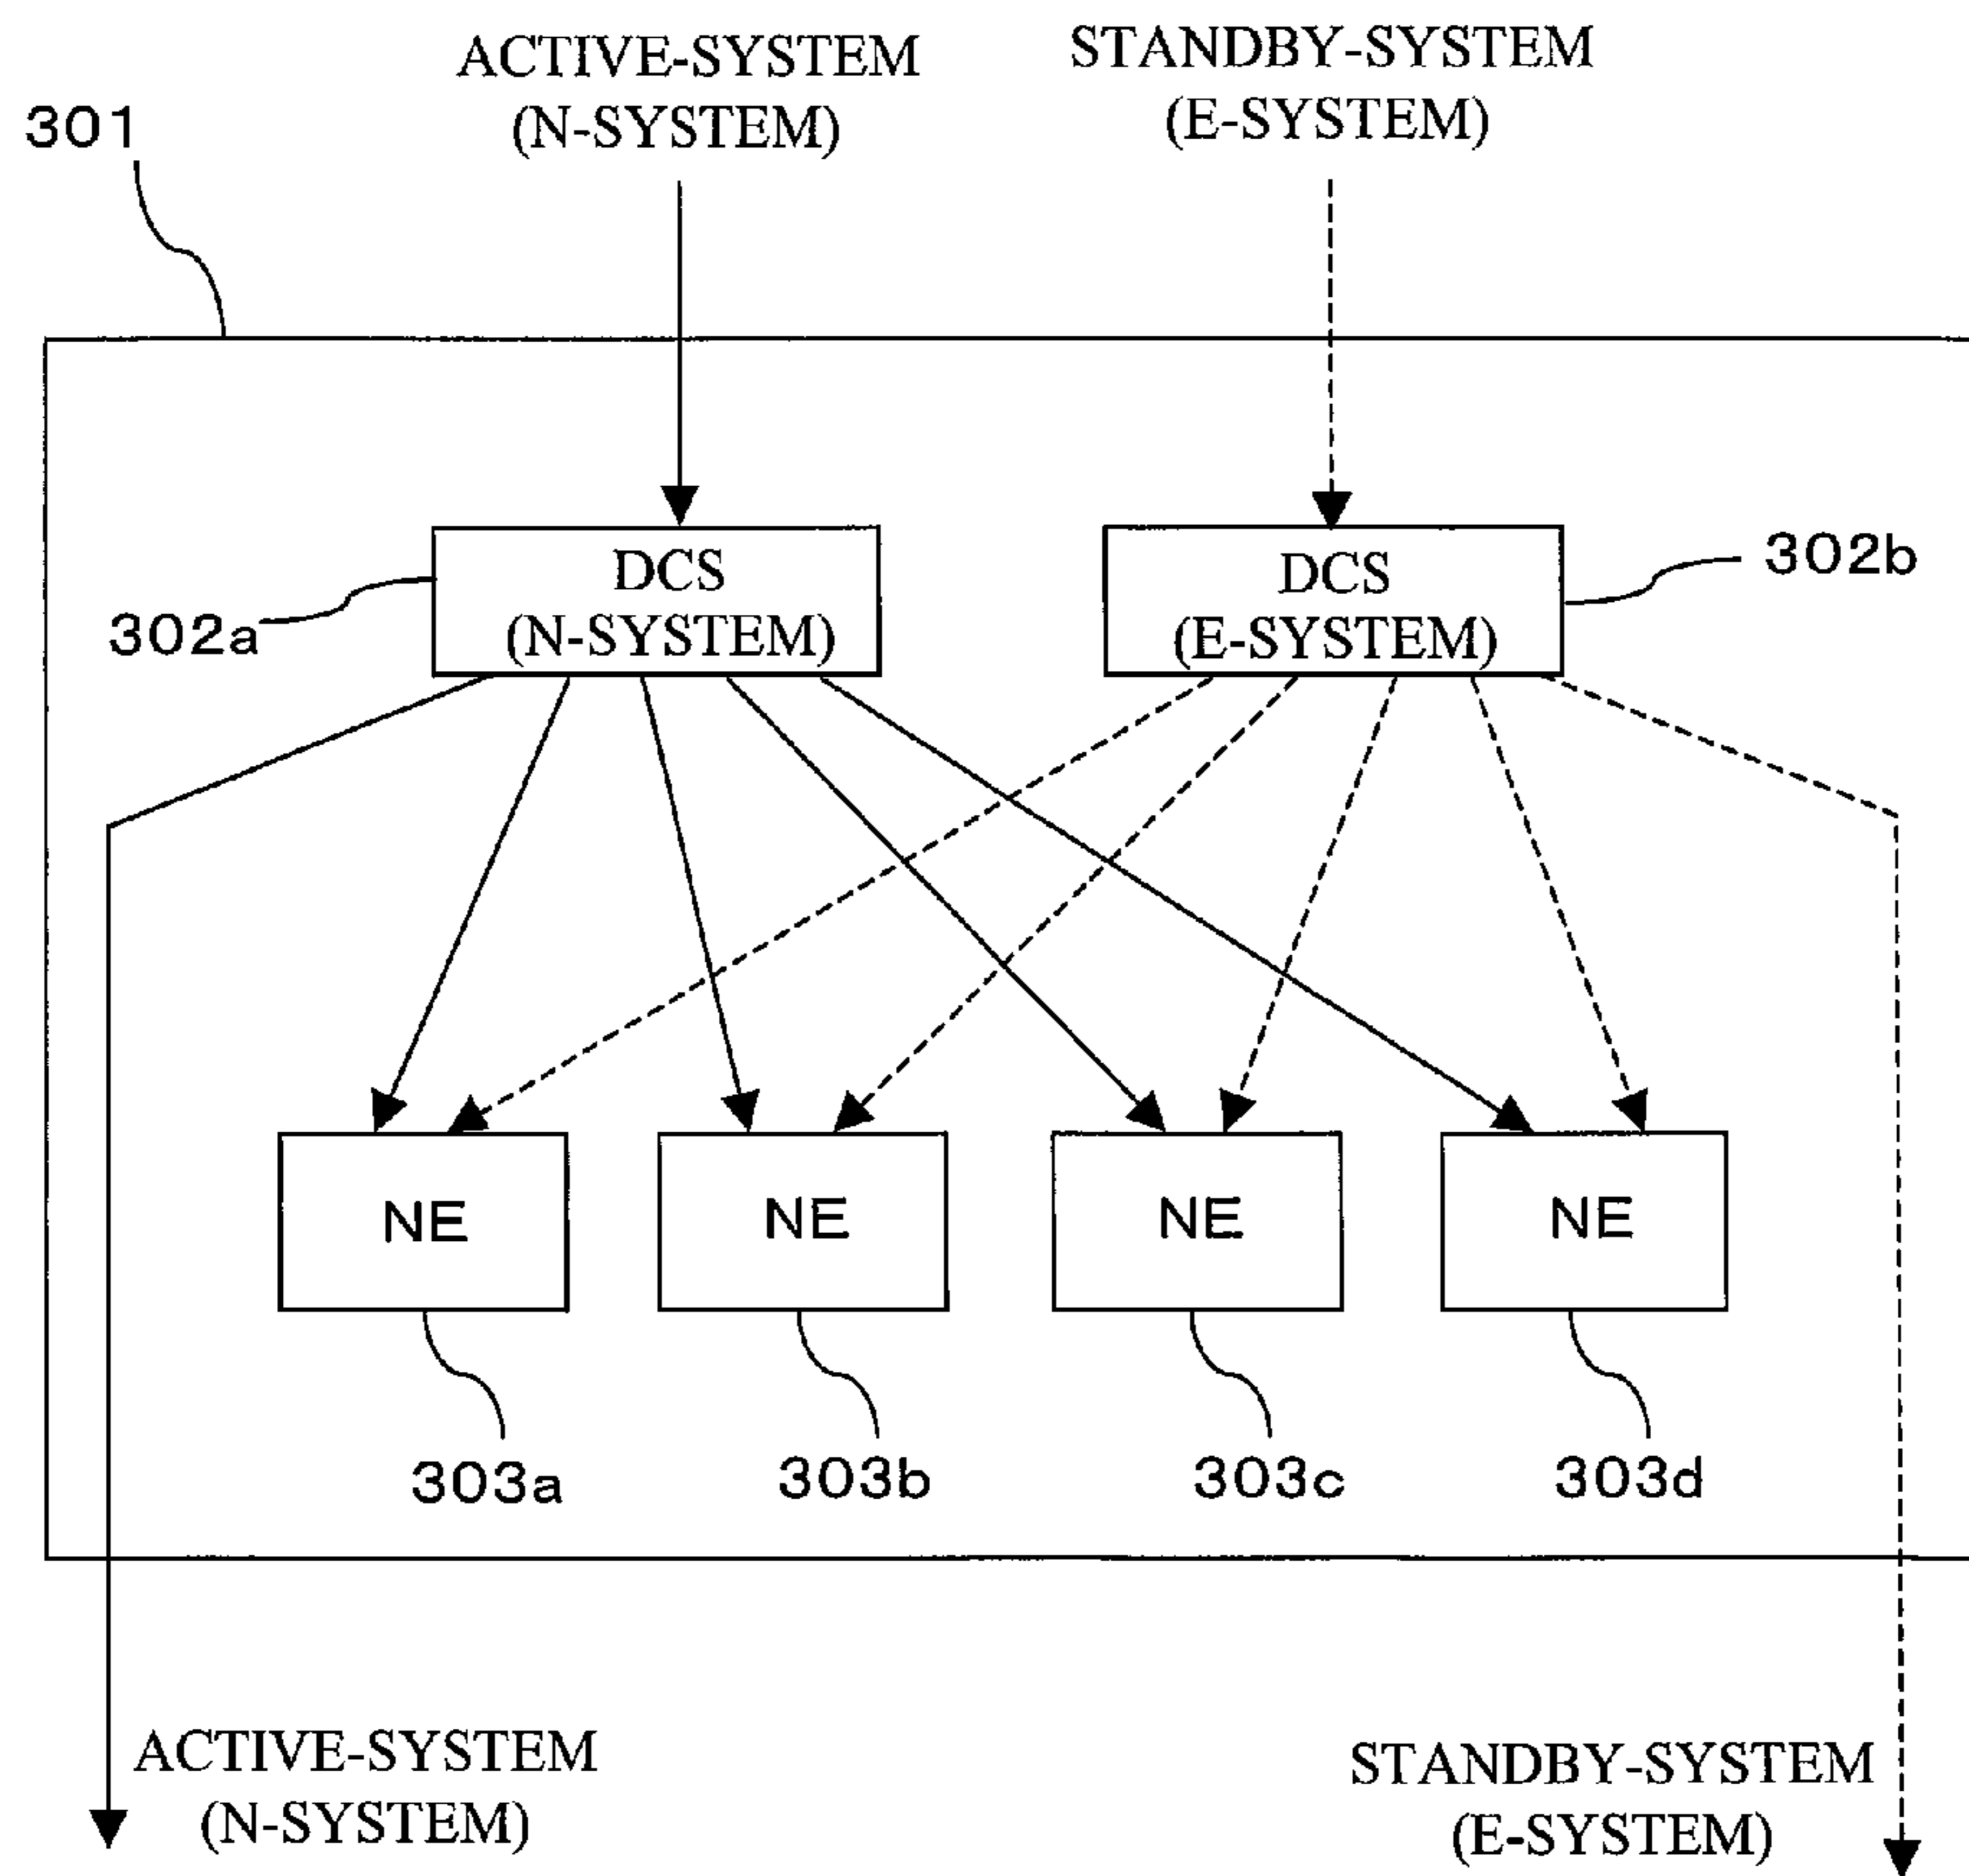 ACTIVE-SYSTEM
(N-SYSTEM)
STANDBY-SYSTEM
(E-SYSTEM)
301
DCS
(N-SYSTEM)
302a
DCS
(E-SYSTEM)
302b
NE
NE
NE
NE
303a
303b
303c
303d
ACTIVE-SYSTEM
(N-SYSTEM)
STANDBY-SYSTEM
(E-SYSTEM)